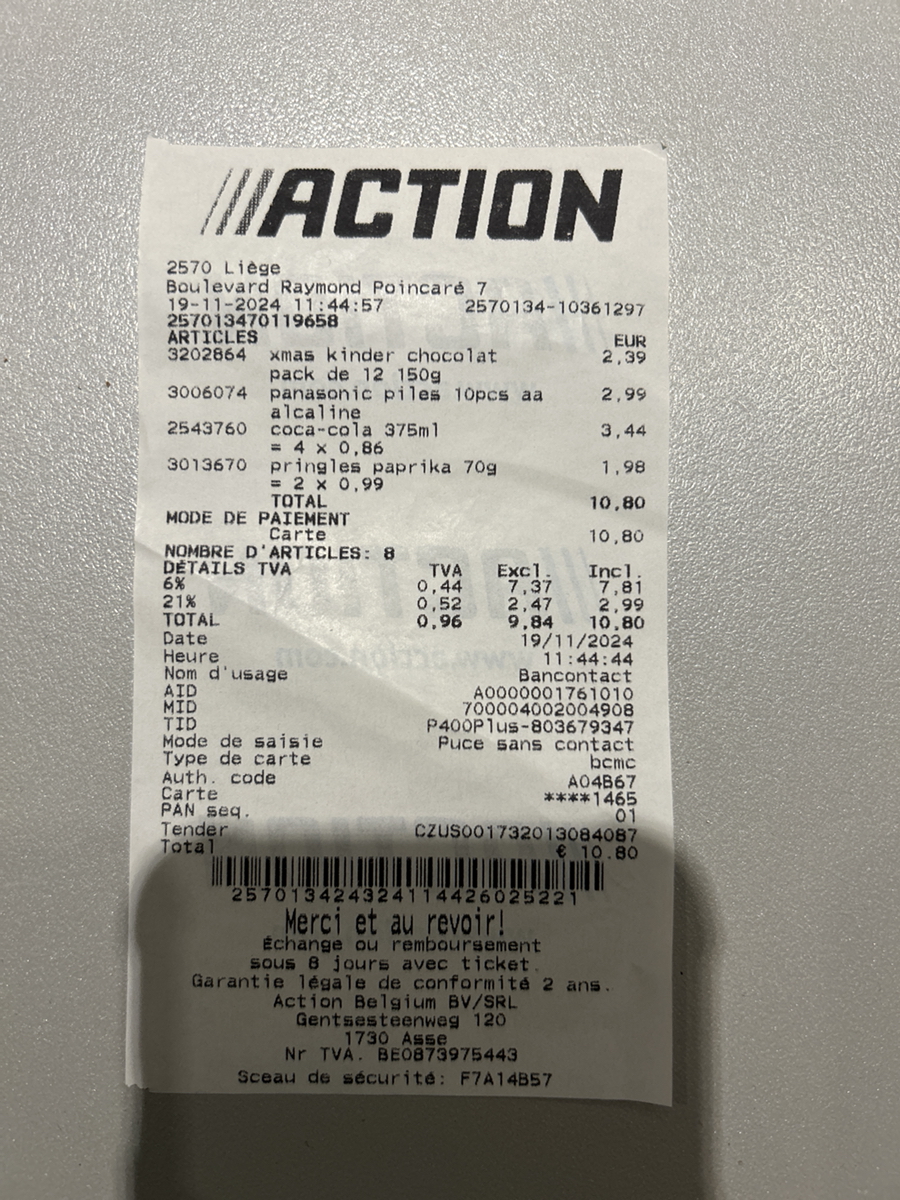 ///ACTION
2570 Liège
Boulevard Raymond Poincaré 7
19-11-2024 11:44:57 2570134-10361297
257013470119658
ARTICLES EUR
3202864 xmas kinder chocolat 2,39
pack de 12 150g
3006074 panasonic piles 10pcs aa 2,99
alcaline
2543760 coca-cola 375ml 3,44
= 4 x 0,86
3013670 pringles paprika 70g 1,98
= 2 x 0,99
TOTAL 10,80
MODE DE PAIEMENT
Carte 10,80
NOMBRE D'ARTICLES: 8
DÉTAILS TVA TVA Excl. Incl.
6% 0,44 7,37 7,81
21% 0,52 2,47 2,99
TOTAL 0,96 9,84 10,80
Date 19/11/2024
Heure 11:44:44
Nom d'usage Bancontact
AID A0000001761010
MID 700004002004908
TID P400Plus-803679347
Mode de saisie Puce sans contact
Type de carte bcmc
Auth. code A04B67
Carte ****1465
PAN seq. 01
Tender CZUS001732013084087
Total € 10.80
257013424324114426025221
Merci et au revoir!
Échange ou remboursement
sous 8 jours avec ticket.
Garantie légale de conformité 2 ans.
Action Belgium BV/SRL
Gentsesteenweg 120
1730 Asse
Nr TVA. BE0873975443
Sceau de sécurité: F7A14B57